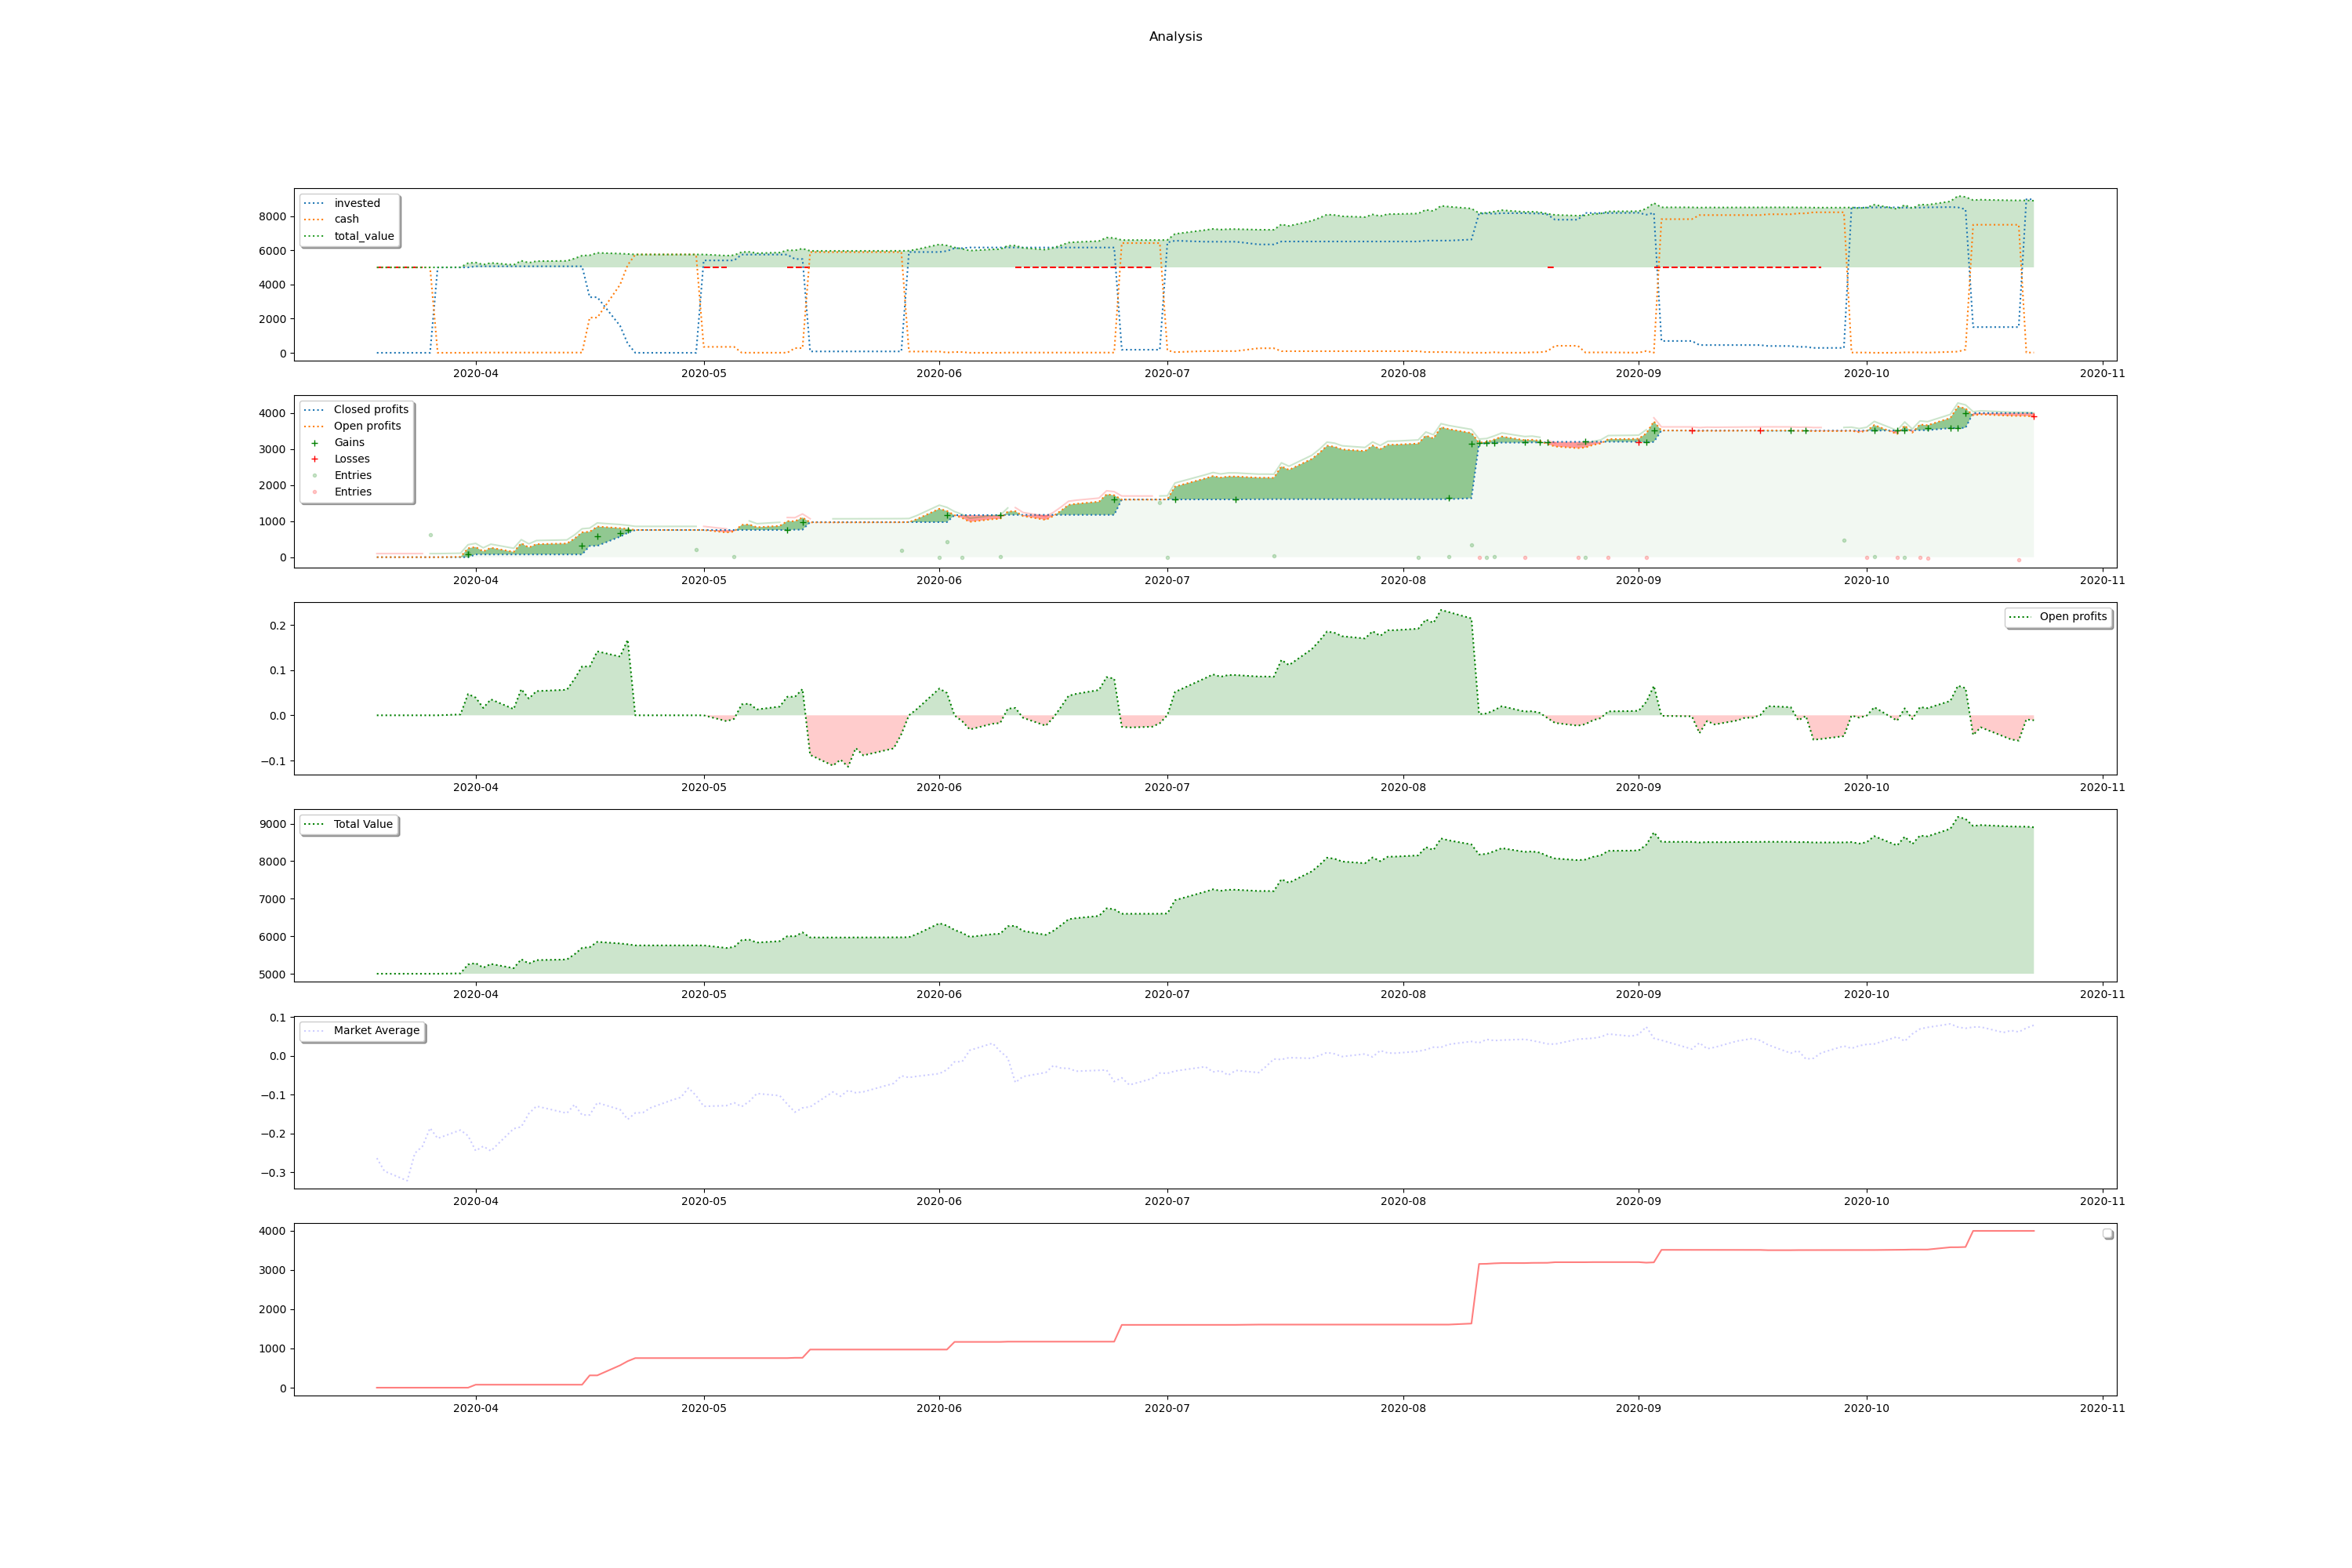 Analysis
invested
cash
total_value
8000
6000
4000
2000
0
2020-04 2020-05 2020-06 2020-07 2020-08 2020-09 2020-10 2020-11
Closed profits
Open profits
Gains
Losses
Entries
Entries
4000
3000
2000
1000
0
2020-04 2020-05 2020-06 2020-07 2020-08 2020-09 2020-10 2020-11
Open profits
0.2
0.1
0.0
−0.1
2020-04 2020-05 2020-06 2020-07 2020-08 2020-09 2020-10 2020-11
Total Value
9000
8000
7000
6000
5000
2020-04 2020-05 2020-06 2020-07 2020-08 2020-09 2020-10 2020-11
Market Average
0.1
0.0
−0.1
−0.2
−0.3
2020-04 2020-05 2020-06 2020-07 2020-08 2020-09 2020-10 2020-11
4000
3000
2000
1000
0
2020-04 2020-05 2020-06 2020-07 2020-08 2020-09 2020-10 2020-11